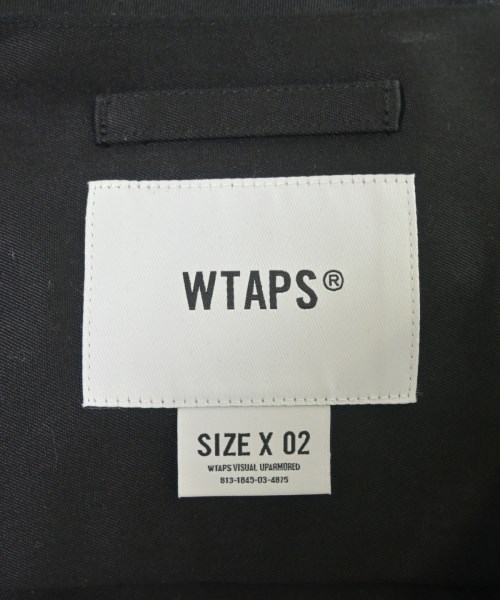 WTAPS®
SIZE X 02
WTAPS VISUAL UPARMORED
813-1845-03-4875